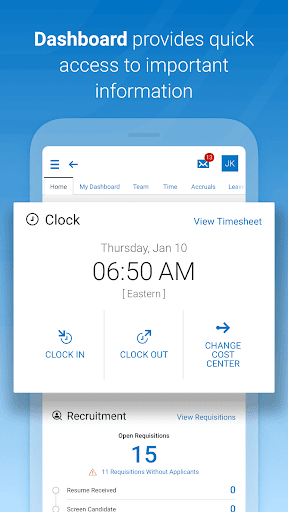 Dashboard provides quick
access to important
information
13
JK
Home My Dashboard Team Time Accruals
Clock
View Timesheet
Thursday, Jan 10
06:50 AM
[ Eastern ]
CLOCK IN
CLOCK OUT
CHANGE
COST
CENTER
Recruitment
View Requisitions
Open Requisitions
15
11 Requisitions Without Applicants
Resume Received 0
Screen Candidate 0